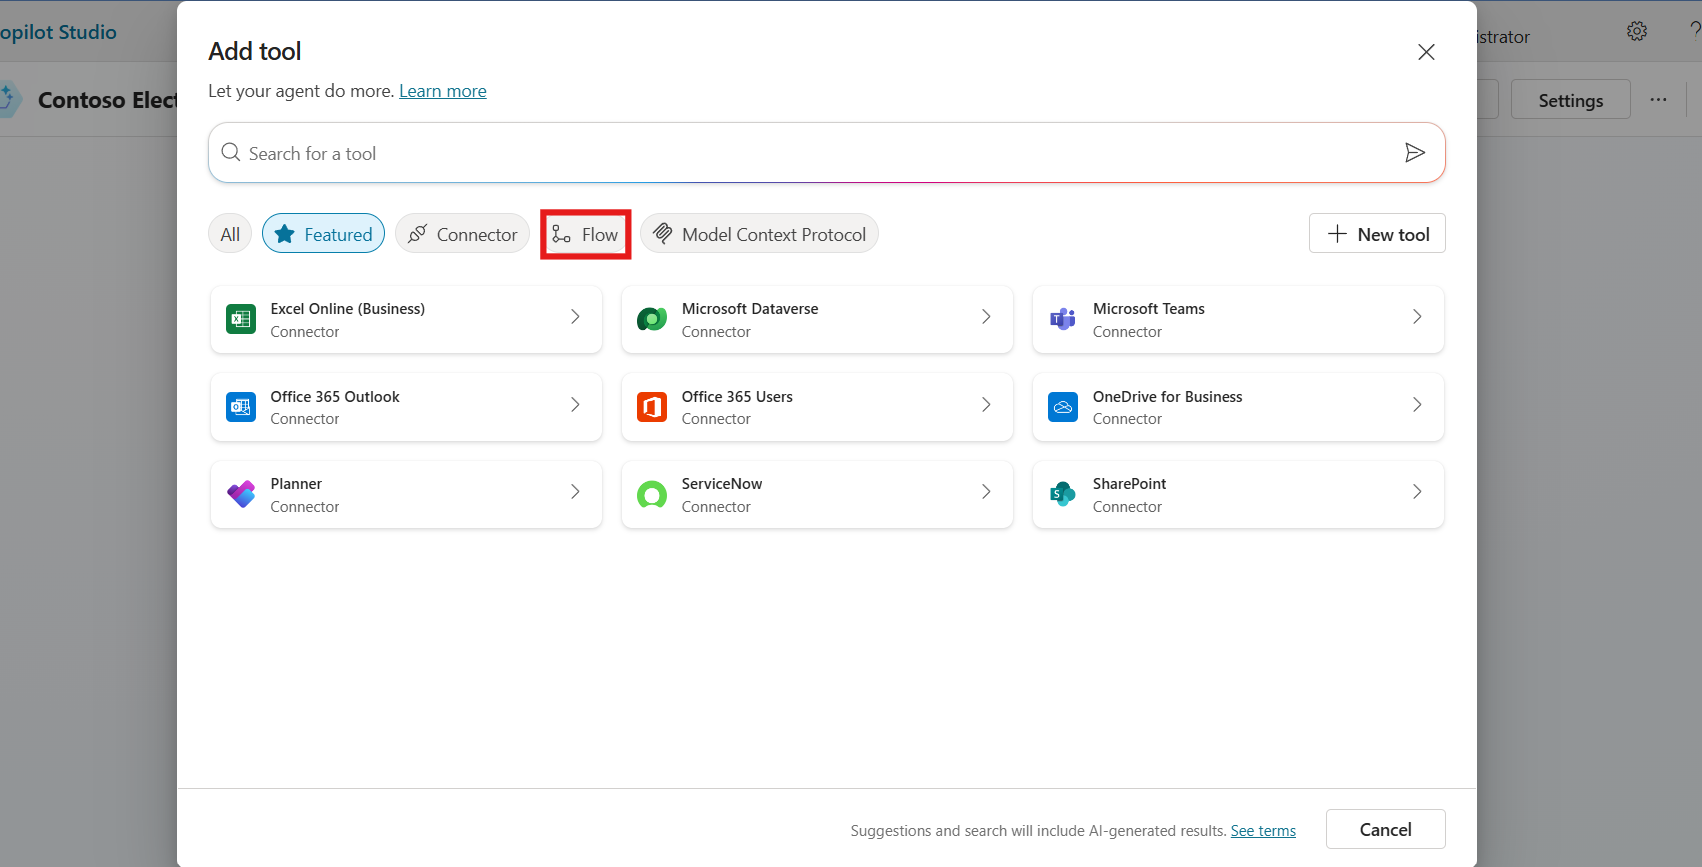 opilot Studio
istrator
?
Contoso Elect
Settings
...
Add tool
Let your agent do more. Learn more
Search for a tool
All
Featured
Connector
Flow
Model Context Protocol
New tool
Excel Online (Business)
Connector
Microsoft Dataverse
Connector
Microsoft Teams
Connector
Office 365 Outlook
Connector
Office 365 Users
Connector
OneDrive for Business
Connector
Planner
Connector
ServiceNow
Connector
SharePoint
Connector
Suggestions and search will include AI-generated results. See terms
Cancel